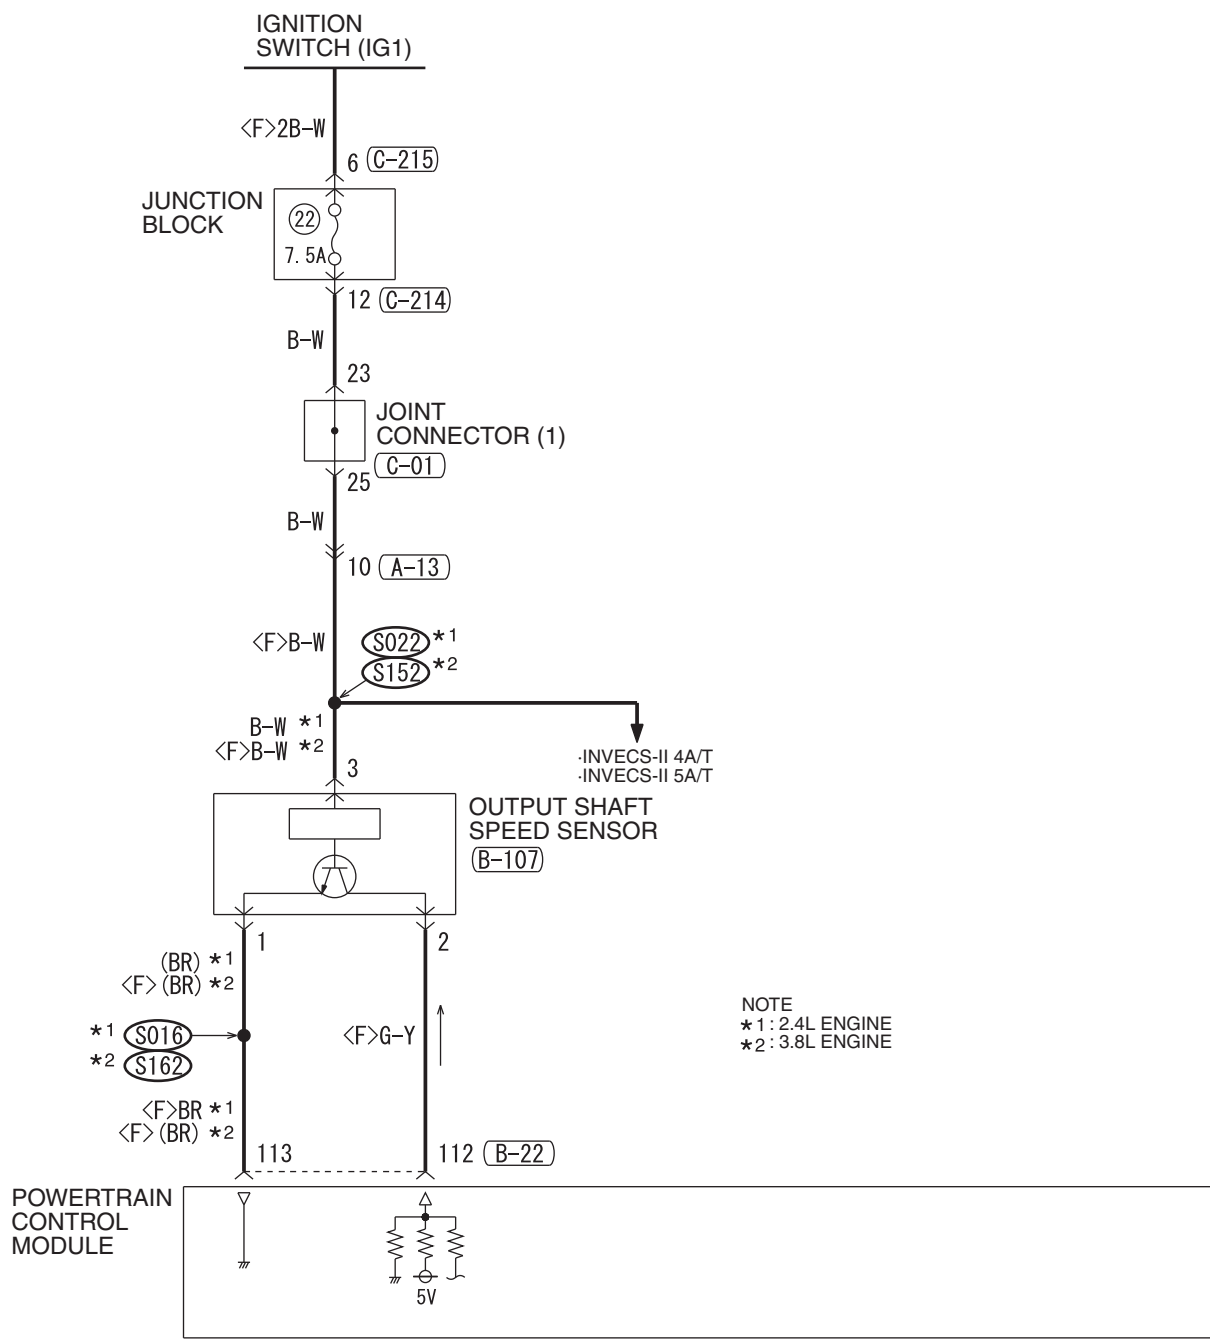 IGNITION
SWITCH (IG1)
<F>2B-W
6 C-215
JUNCTION
BLOCK
22
7.5A
12 C-214
B-W
23
JOINT
CONNECTOR (1)
C-01
25
B-W
10 A-13
<F>B-W
S022 *1
S152 *2
B-W *1
<F>B-W *2
3
·INVECS-II 4A/T
·INVECS-II 5A/T
OUTPUT SHAFT
SPEED SENSOR
B-107
1
2
(BR) *1
<F>(BR) *2
*1 S016
*2 S162
<F>G-Y
NOTE
*1 : 2.4L ENGINE
*2 : 3.8L ENGINE
<F>BR *1
<F>(BR) *2
113
112 B-22
POWERTRAIN
CONTROL
MODULE
5V